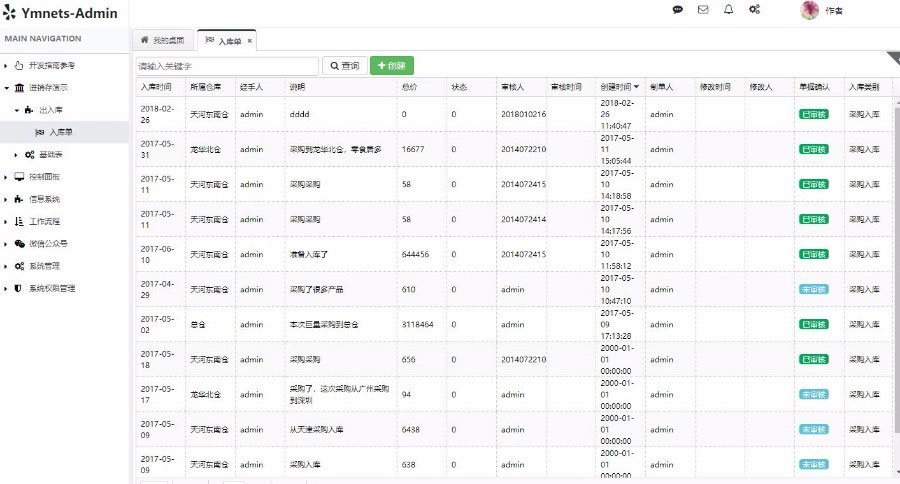 Ymnets-Admin
作者
MAIN NAVIGATION
开发指南参考
进销存演示
出入库
入库单
基础表
控制面板
信息系统
工作流程
微信公众号
系统管理
系统权限管理
我的桌面 入库单 ×
请输入关键字 查询 +创建
入库时间 所属仓库 经手人 说明 总价 状态 审核人 审核时间 创建时间 制单人 修改时间 修改人 单据确认 入库类别
2018-02-26 天河东南仓 admin dddd 0 0 2018010216 2018-02-26 11:40:47 admin 已审核 采购入库
2017-05-31 龙华北仓 admin 采购到龙华北仓，零食居多 16677 0 2014072210 2017-05-11 15:05:44 admin 已审核 采购入库
2017-05-11 天河东南仓 admin 采购采购 58 0 2014072415 2017-05-10 14:18:58 admin 已审核 采购入库
2017-05-11 天河东南仓 admin 采购采购 58 0 2014072414 2017-05-10 14:17:56 admin 已审核 采购入库
2017-06-10 天河东南仓 admin 准备入库了 644456 0 2014072415 2017-05-10 11:58:12 admin 已审核 采购入库
2017-04-29 天河东南仓 admin 采购了很多产品 610 0 admin 2017-05-10 10:47:10 admin 未审核 采购入库
2017-05-02 总仓 admin 本次巨量采购到总仓 3118464 0 admin 2017-05-09 17:13:28 admin 已审核 采购入库
2017-05-18 天河东南仓 admin 采购采购 656 0 2014072210 2000-01-01 00:00:00 admin 已审核 采购入库
2017-05-17 龙华北仓 admin 采购了，这次采购从广州采购到深圳 94 0 admin 2000-01-01 00:00:00 admin 未审核 采购入库
2017-05-09 天河东南仓 admin 从天津采购入库 6438 0 admin 2000-01-01 00:00:00 admin 未审核 采购入库
2017-05-09 天河东南仓 admin 采购入库 638 0 admin 2000-01-01 00:00:00 admin 未审核 采购入库